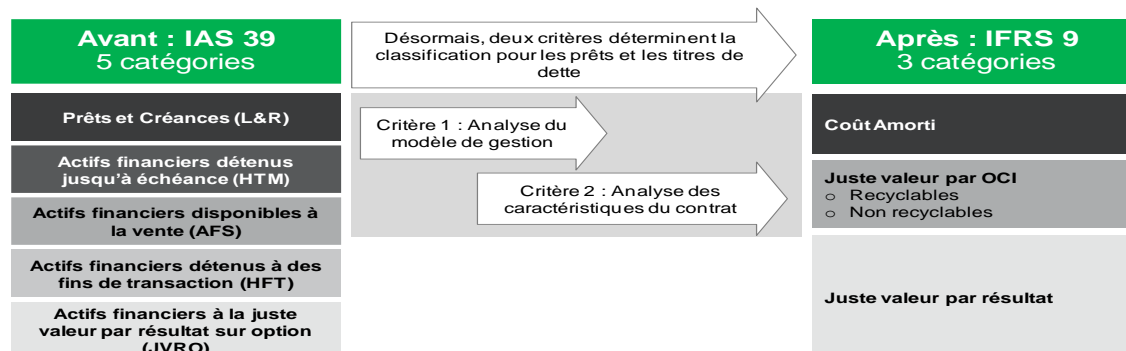 Avant : IAS 39
5 catégories
Prêts et Créances (L&R)
Actifs financiers détenus
jusqu'à échéance (HTM)
Actifs financiers disponibles à
la vente (AFS)
Actifs financiers détenus à des
fins de transaction (HFT)
Actifs financiers à la juste
valeur par résultat sur option
(JVRO)
Désormais, deux critères déterminent la
classification pour les prêts et les titres de
dette
Critère 1 : Analyse du
modèle de gestion
Critère 2 : Analyse des
caractéristiques du contrat
Après : IFRS 9
3 catégories
Coût Amorti
Juste valeur par OCI
o Recyclables
o Non recyclables
Juste valeur par résultat